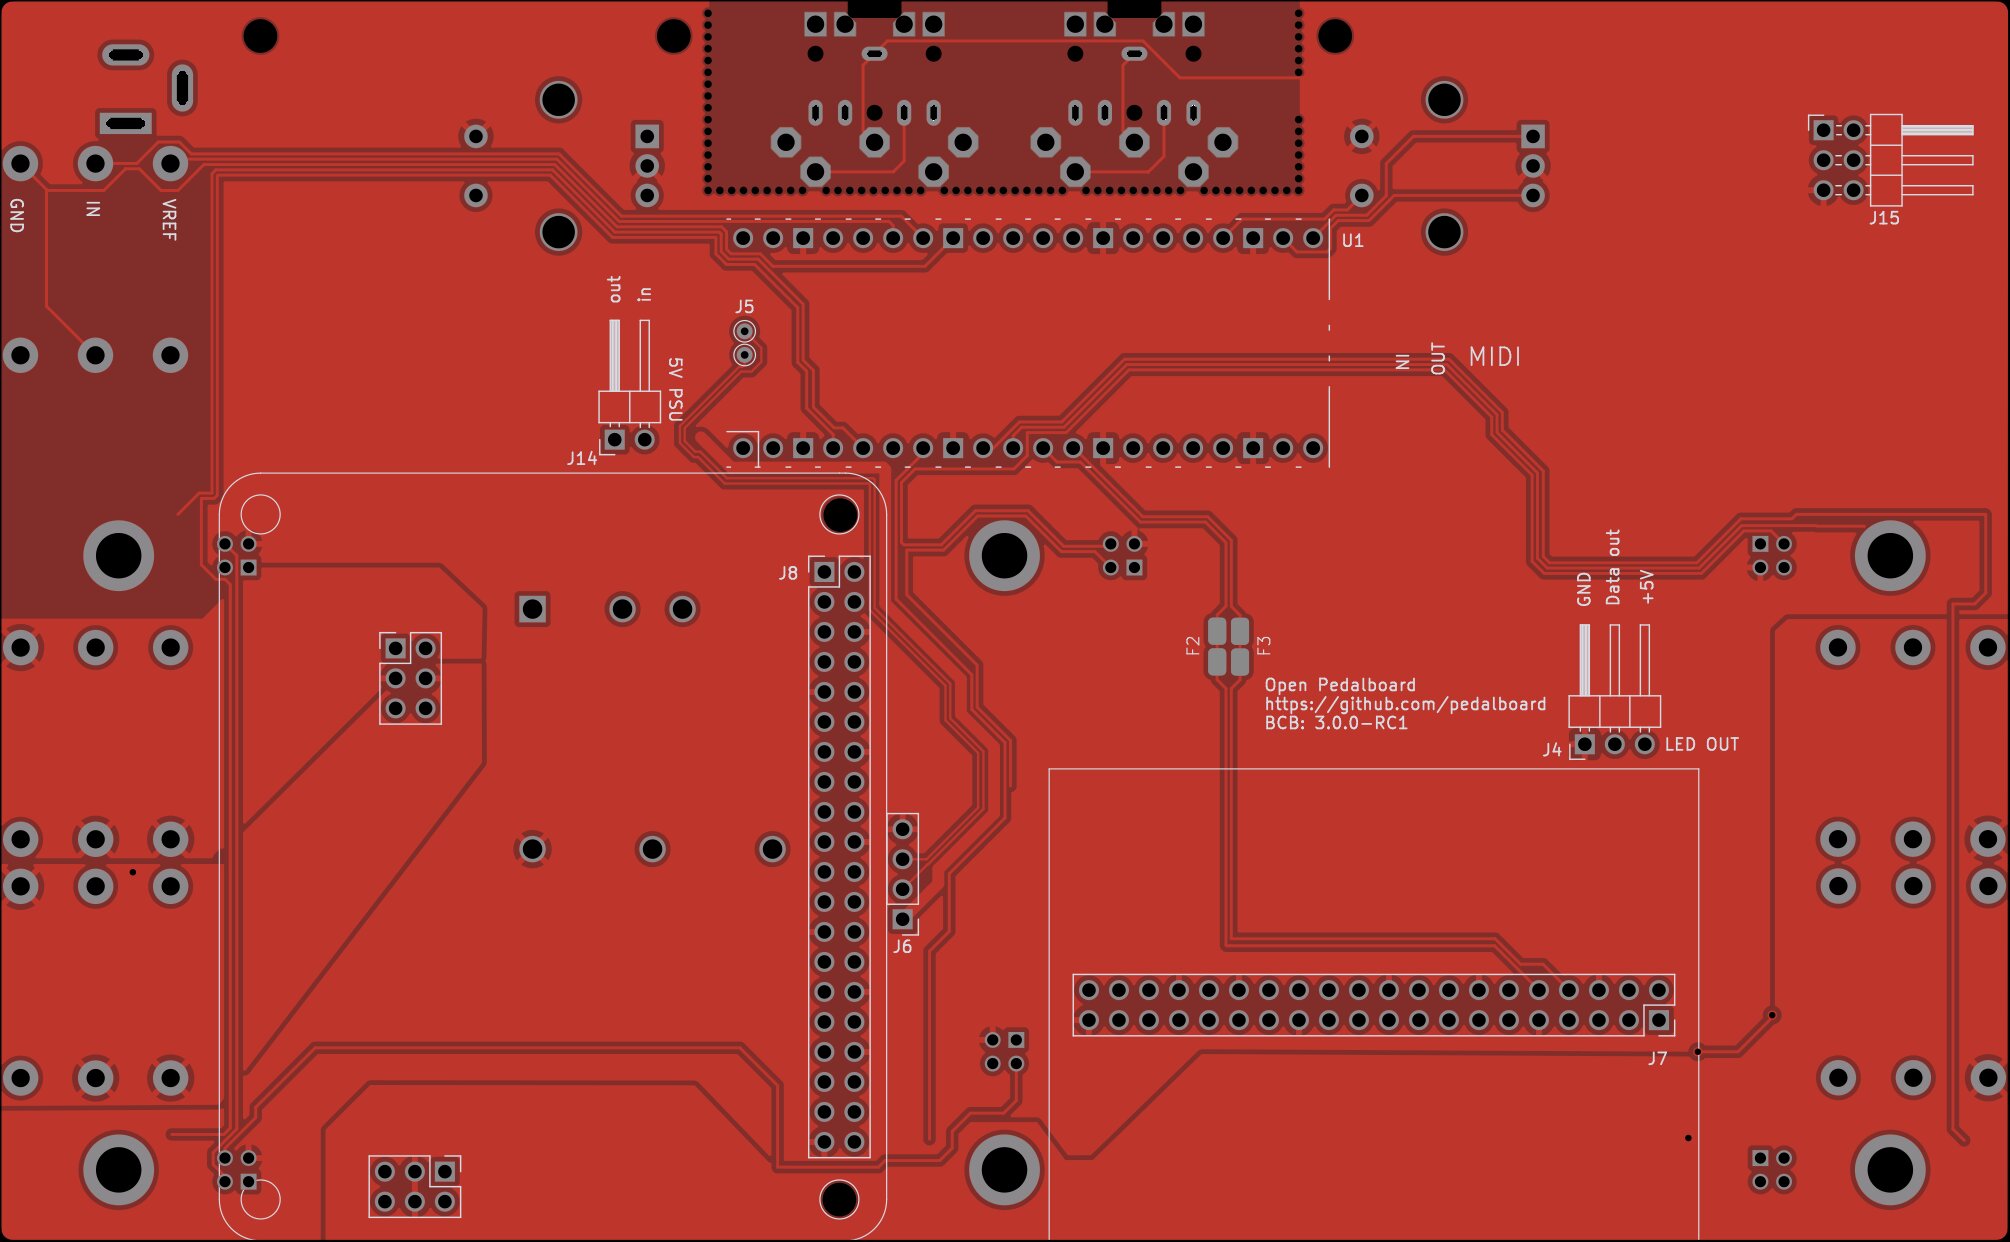 GND
IN
VREF
J15
U1
out
in
J5
5V PSU
J14
IN
OUT
MIDI
J8
GND
Data out
+5V
F2
F3
Open Pedalboard
https://github.com/pedalboard
BCB: 3.0.0-RC1
J4
LED OUT
J6
J7